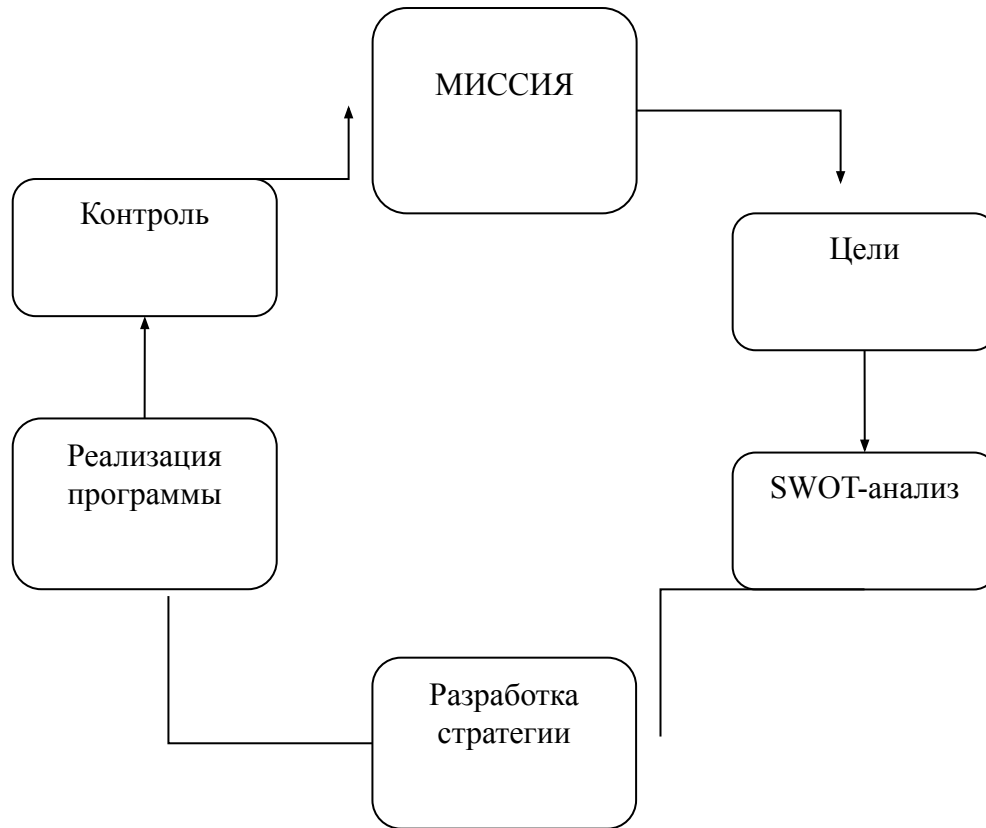 МИССИЯ
Контроль
Цели
Реализация
программы
SWOT-анализ
Разработка
стратегии